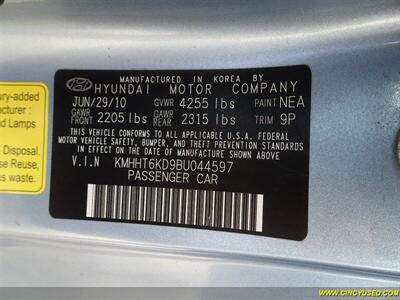 MANUFACTURED IN KOREA BY
HYUNDAI MOTOR COMPANY
JUN/29/10 GVWR 4255 lbs PAINT NEA
GAWR FRONT 2205 lbs GAWR REAR 2315 lbs TRIM 9P
THIS VEHICLE CONFORMS TO ALL APPLICABLE U.S.A. FEDERAL
MOTOR VEHICLE SAFETY, BUMPER, AND THEFT PREVENTION
STANDARDS IN EFFECT ON THE DATE OF MANUFACTURE SHOWN ABOVE.
V.I.N KMHHT6KD9BU044597
PASSENGER CAR
ury-added
d Lamps
Disposal.
se Reuse,
s waste.
WWW.CINCYUSED.COM